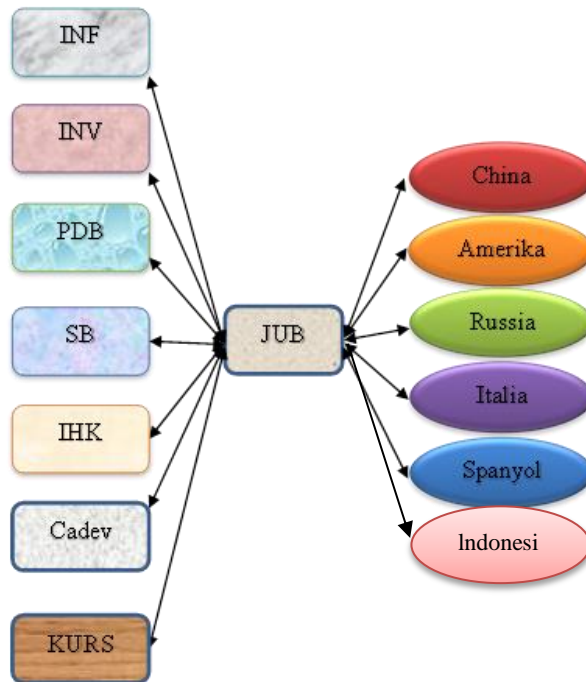 INF
INV
PDB
SB
IHK
Cadev
KURS
JUB
China
Amerika
Russia
Italia
Spanyol
Indonesi